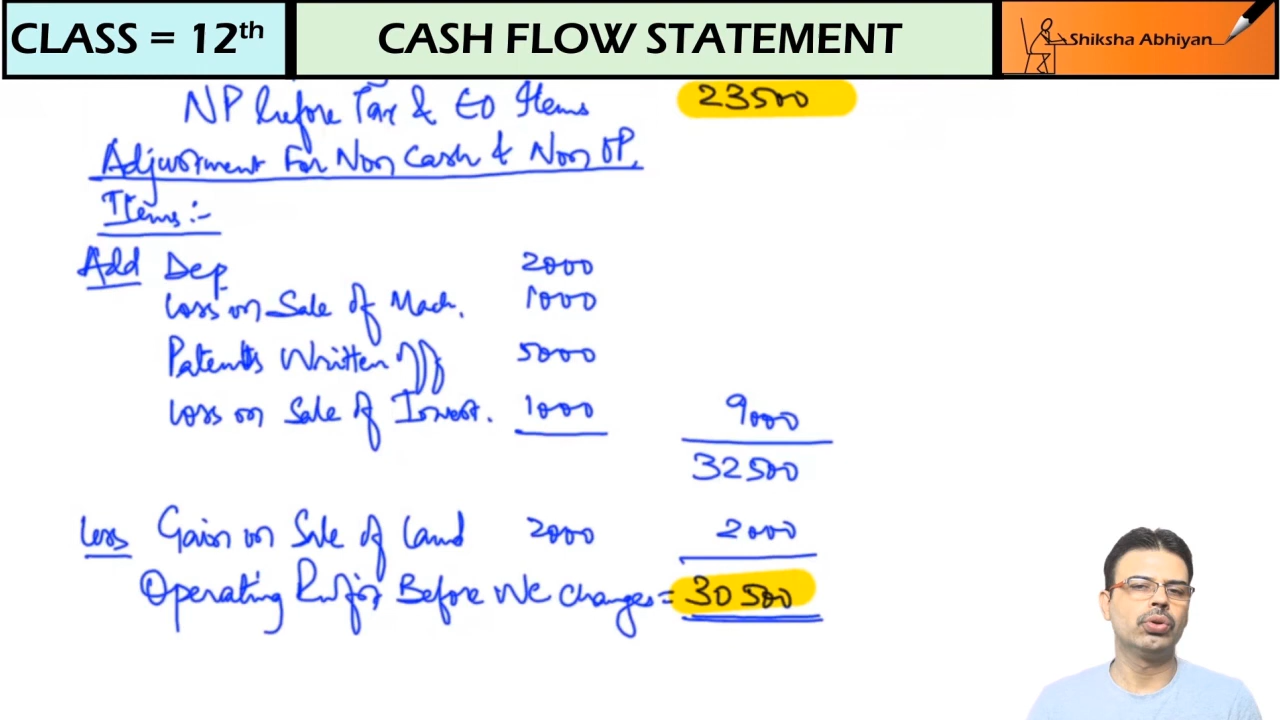 CLASS = 12th
CASH FLOW STATEMENT
Shiksha Abhiyan
NP before Tax & EO Items 23500
Adjustment For Non Cash & Non OP.
Items :-
Add Dep 2000
Loss on Sale of Mach. 1000
Patents Written off 5000
Loss on Sale of Invest. 1000 9000
32500
Less Gain on Sale of Land 2000 2000
Operating Profit Before WC Changes = 30500